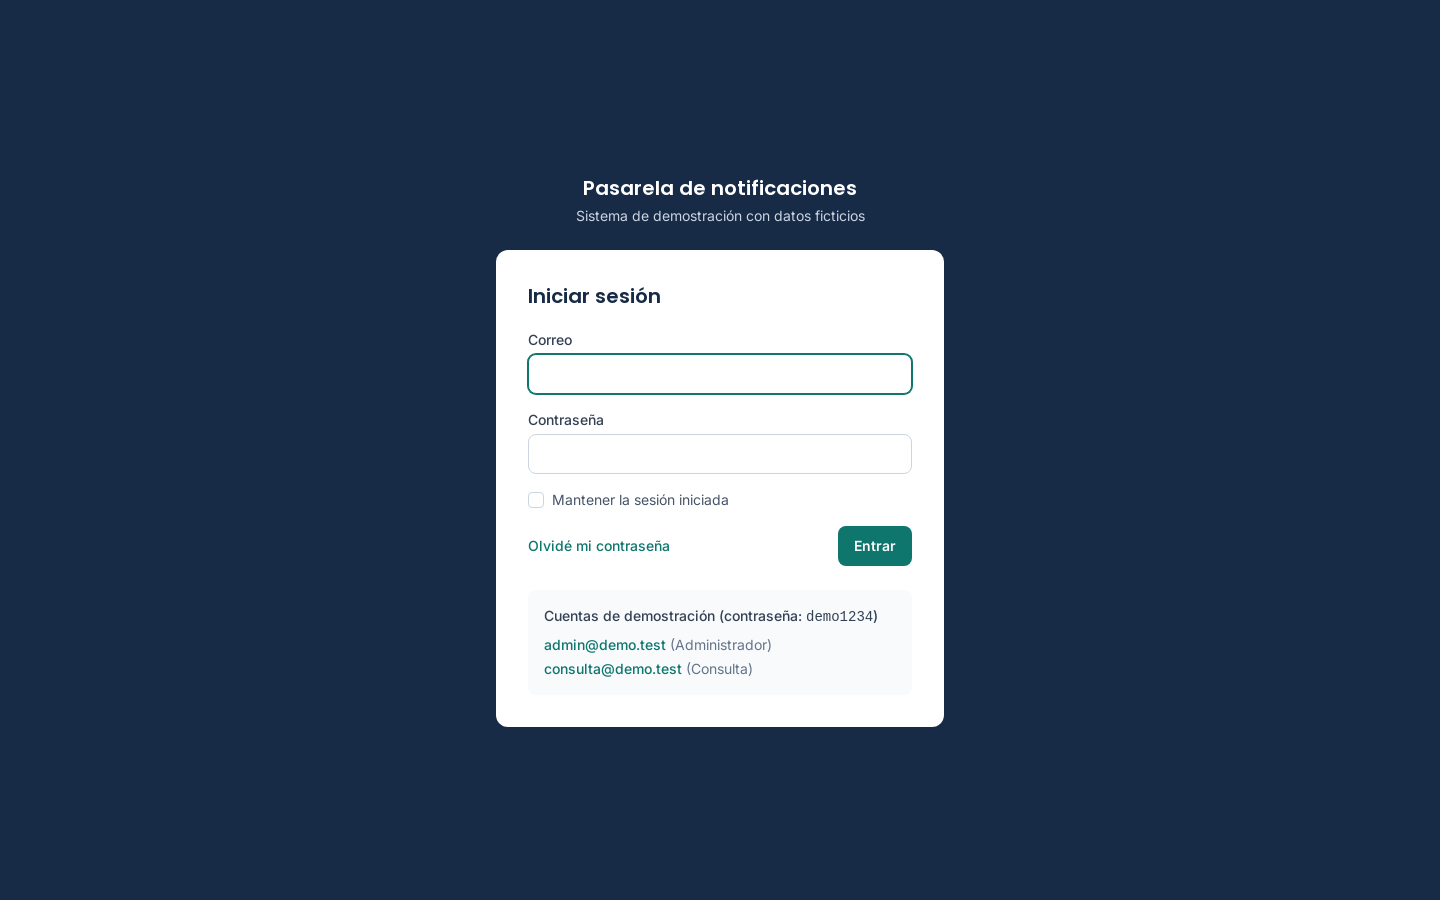 Pasarela de notificaciones
Sistema de demostración con datos ficticios
Iniciar sesión
Correo
Contraseña
Mantener la sesión iniciada
Olvidé mi contraseña
Entrar
Cuentas de demostración (contraseña: demo1234)
admin@demo.test (Administrador)
consulta@demo.test (Consulta)